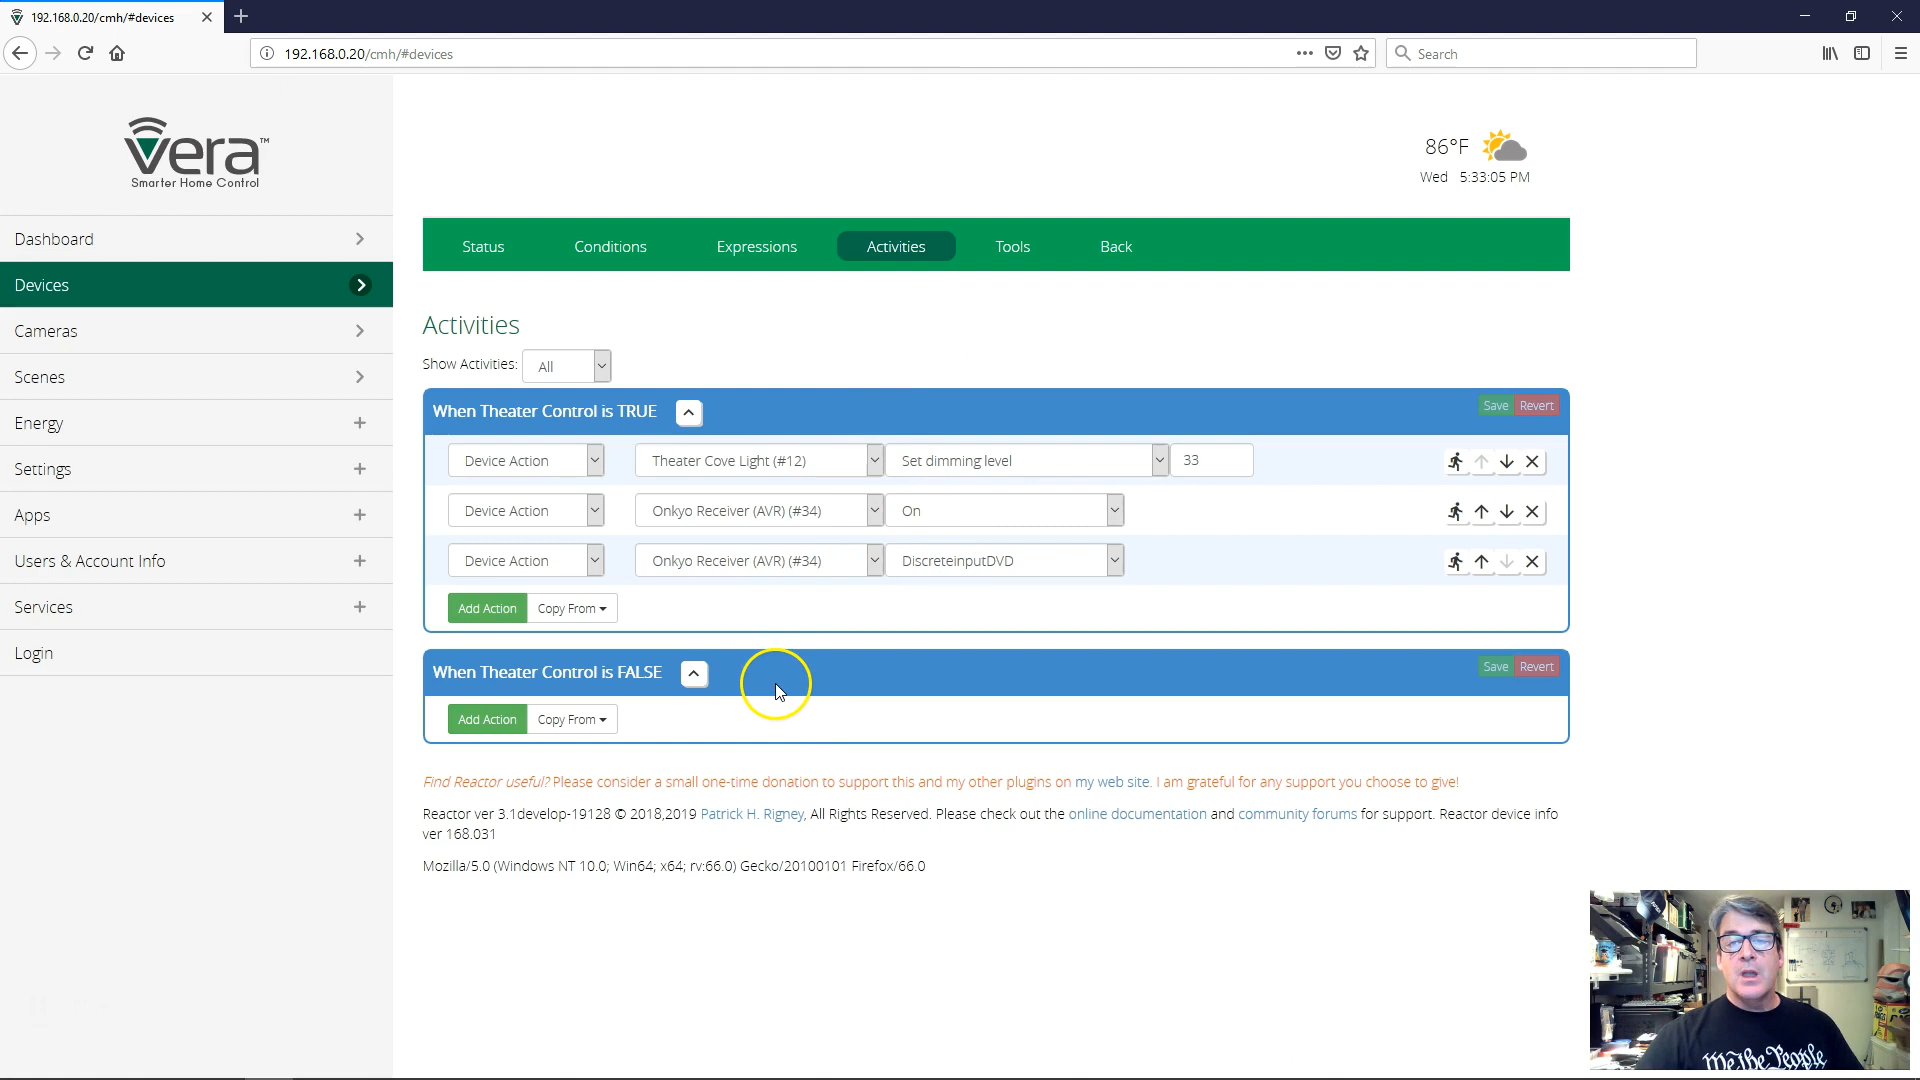 192.168.0.20/cmh/#devices
192.168.0.20/cmh/#devices
Search
Vera™
Smarter Home Control
86°F
Wed 5:33:05 PM
Dashboard
Devices
Cameras
Scenes
Energy
Settings
Apps
Users & Account Info
Services
Login
Status Conditions Expressions Activities Tools Back
Activities
Show Activities: All
When Theater Control is TRUE Save Revert
Device Action Theater Cove Light (#12) Set dimming level 33
Device Action Onkyo Receiver (AVR) (#34) On
Device Action Onkyo Receiver (AVR) (#34) DiscreteinputDVD
Add Action Copy From
When Theater Control is FALSE Save Revert
Add Action Copy From
Find Reactor useful? Please consider a small one-time donation to support this and my other plugins on my web site. I am grateful for any support you choose to give!
Reactor ver 3.1develop-19128 © 2018,2019 Patrick H. Rigney, All Rights Reserved. Please check out the online documentation and community forums for support. Reactor device info
ver 168.031
Mozilla/5.0 (Windows NT 10.0; Win64; x64; rv:66.0) Gecko/20100101 Firefox/66.0
We the People